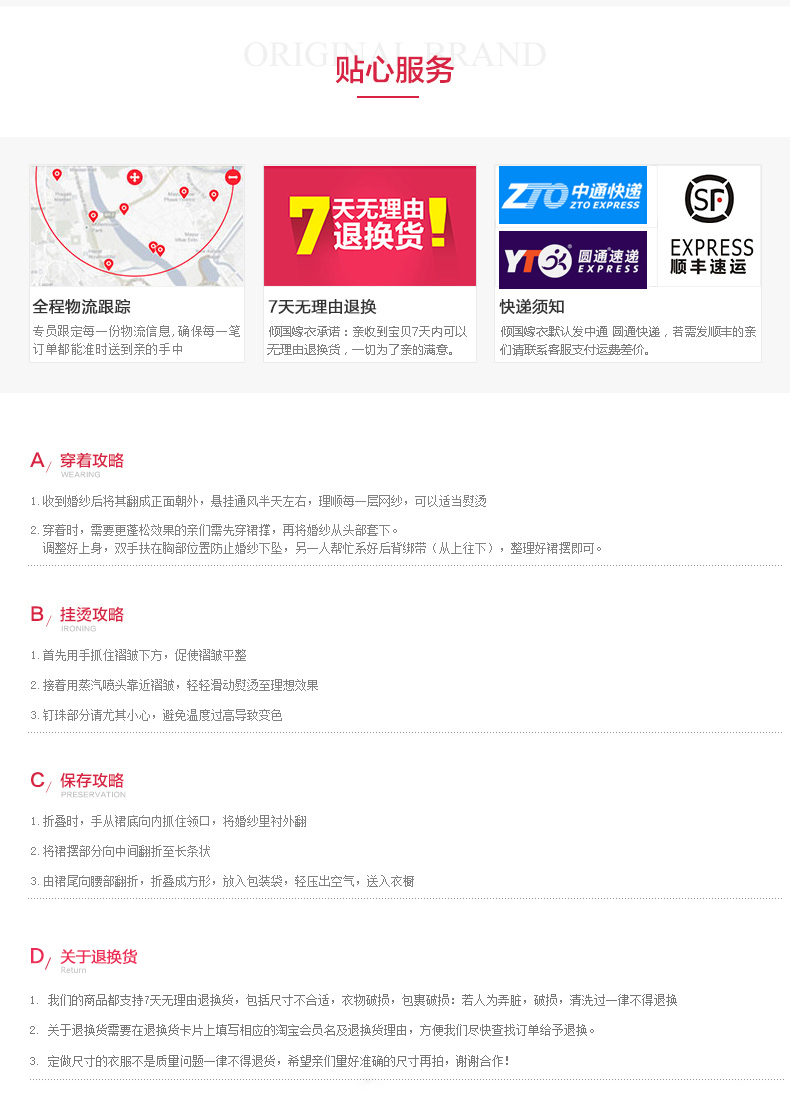 ORIGINAL BRAND
贴心服务
7天无理由退换货!
中通快递
ZTO EXPRESS
YTO圆通速递
EXPRESS
SF
EXPRESS
顺丰速运
全程物流跟踪
专员跟定每一份物流信息,确保每一笔
订单都能准时送到亲的手中
7天无理由退换
倾国嫁衣承诺：亲收到宝贝7天内可以
无理由退换货，一切为了亲的满意。
快递须知
倾国嫁衣默认发中通 圆通快递，若需发顺丰的亲
们请联系客服支付运费差价。
A/ 穿着攻略
WEARING
1. 收到婚纱后将其翻成正面朝外，悬挂通风半天左右，理顺每一层网纱，可以适当熨烫
2. 穿着时，需要更蓬松效果的亲们需先穿裙撑，再将婚纱从头部套下。
调整好上身，双手扶在胸部位置防止婚纱下坠，另一人帮忙系好后背绑带（从上往下），整理好裙摆即可。
B/ 挂烫攻略
IRONING
1. 首先用手抓住褶皱下方，促使褶皱平整
2. 接着用蒸汽喷头靠近褶皱，轻轻滑动熨烫至理想效果
3. 钉珠部分请尤其小心，避免温度过高导致变色
C/ 保存攻略
PRESERVATION
1. 折叠时，手从裙底向内抓住领口，将婚纱里衬外翻
2. 将裙摆部分向中间翻折至长条状
3. 由裙尾向腰部翻折，折叠成方形，放入包装袋，轻压出空气，送入衣橱
D/ 关于退换货
Return
1. 我们的商品都支持7天无理由退换货，包括尺寸不合适，衣物破损，包裹破损：若人为弄脏，破损，清洗过一律不得退换
2. 关于退换货需要在退换货卡片上填写相应的淘宝会员名及退换货理由，方便我们尽快查找订单给予退换。
3. 定做尺寸的衣服不是质量问题一律不得退货，希望亲们量好准确的尺寸再拍，谢谢合作！